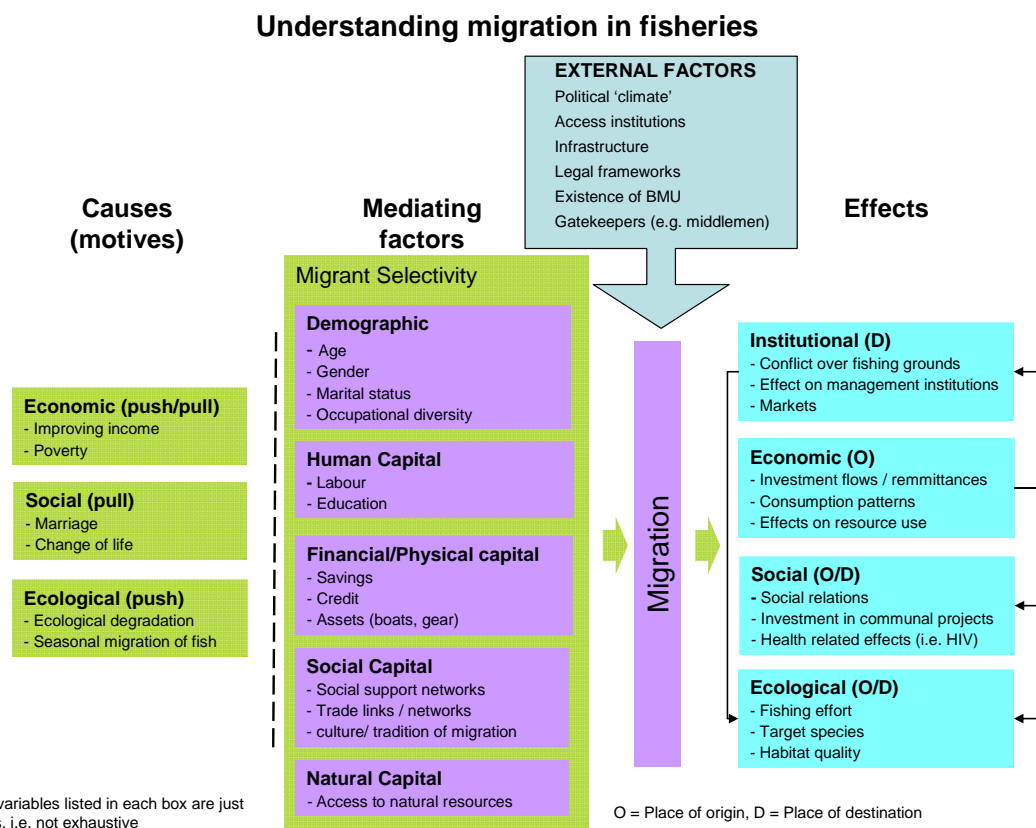 Understanding migration in fisheries
EXTERNAL FACTORS
Political ‘climate’
Access institutions
Infrastructure
Legal frameworks
Existence of BMU
Gatekeepers (e.g. middlemen)
Causes
(motives)
Mediating
factors
Effects
Migrant Selectivity
Economic (push/pull)
- Improving income
- Poverty
Social (pull)
- Marriage
- Change of life
Ecological (push)
- Ecological degradation
- Seasonal migration of fish
Demographic
- Age
- Gender
- Marital status
- Occupational diversity
Human Capital
- Labour
- Education
Financial/Physical capital
- Savings
- Credit
- Assets (boats, gear)
Social Capital
- Social support networks
- Trade links / networks
- culture/ tradition of migration
Natural Capital
- Access to natural resources
Migration
Institutional (D)
- Conflict over fishing grounds
- Effect on management institutions
- Markets
Economic (O)
- Investment flows / remmittances
- Consumption patterns
- Effects on resource use
Social (O/D)
- Social relations
- Investment in communal projects
- Health related effects (i.e. HIV)
Ecological (O/D)
- Fishing effort
- Target species
- Habitat quality
variables listed in each box are just
s, i.e. not exhaustive
O = Place of origin, D = Place of destination